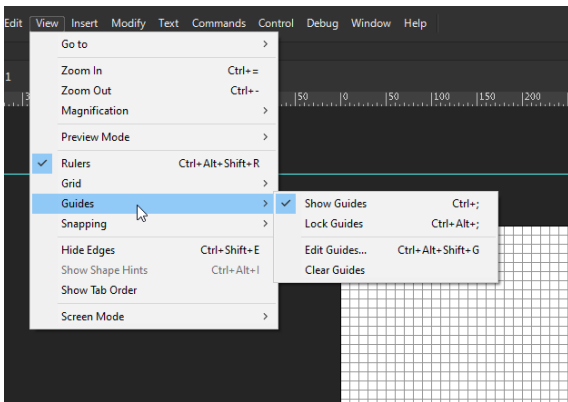 Edit View Insert Modify Text Commands Control Debug Window Help
Go to
1
Zoom In Ctrl+=
Zoom Out Ctrl+-
|50 |0 |50 |100 |150 |200
Magnification
Preview Mode
Rulers Ctrl+Alt+Shift+R
Grid
Guides
Snapping
Hide Edges Ctrl+Shift+E
Show Shape Hints Ctrl+Alt+I
Show Tab Order
Screen Mode
Show Guides Ctrl+;
Lock Guides Ctrl+Alt+;
Edit Guides... Ctrl+Alt+Shift+G
Clear Guides